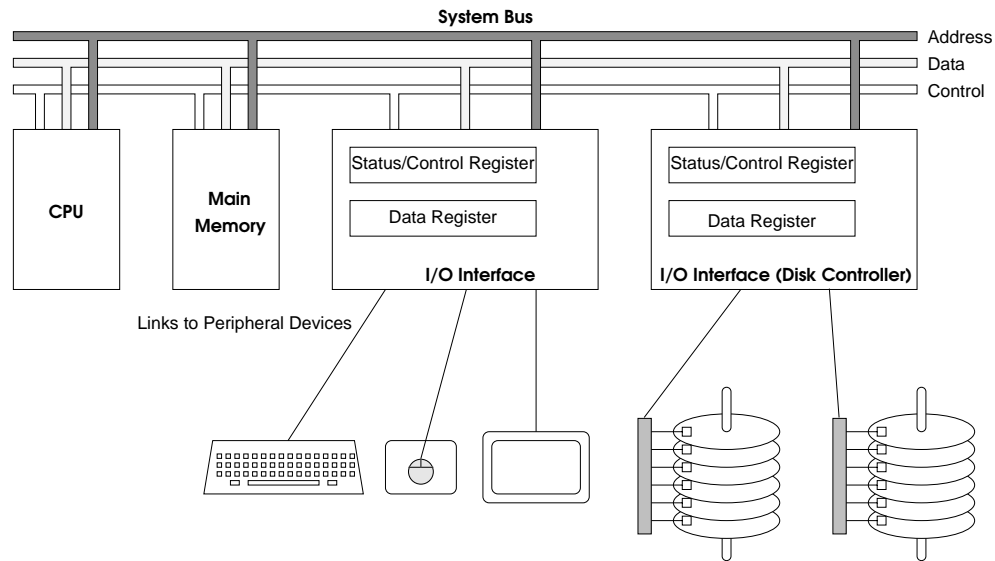 System Bus
Address
Data
Control
CPU
Main
Memory
Status/Control Register
Data Register
I/O Interface
Status/Control Register
Data Register
I/O Interface (Disk Controller)
Links to Peripheral Devices